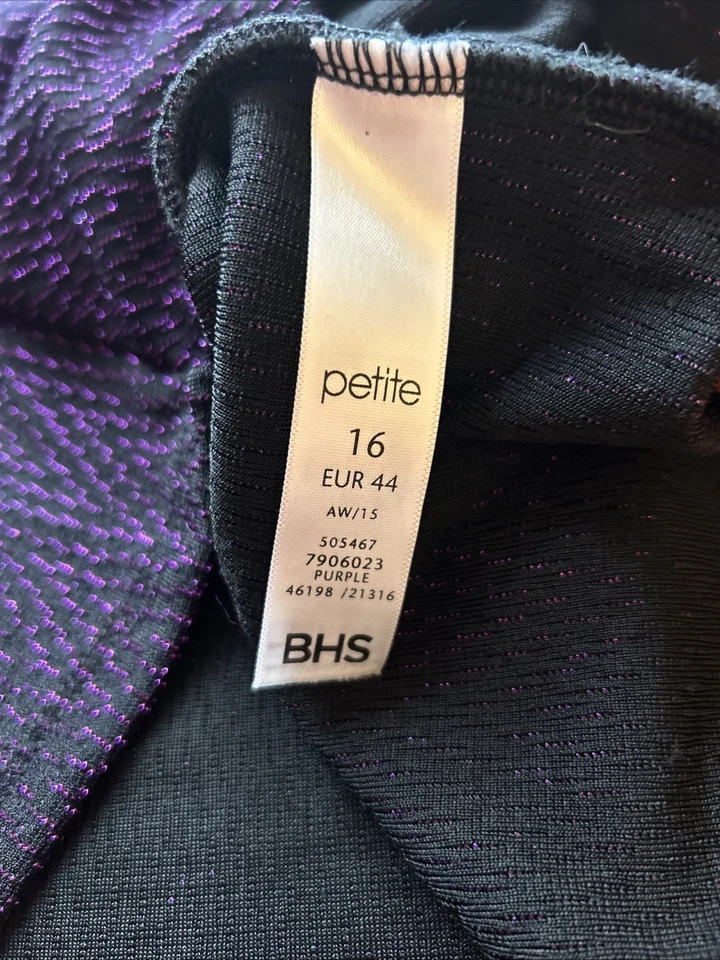 petite
16
EUR 44
AW/15
505467
7906023
PURPLE
46198 /21316
BHS